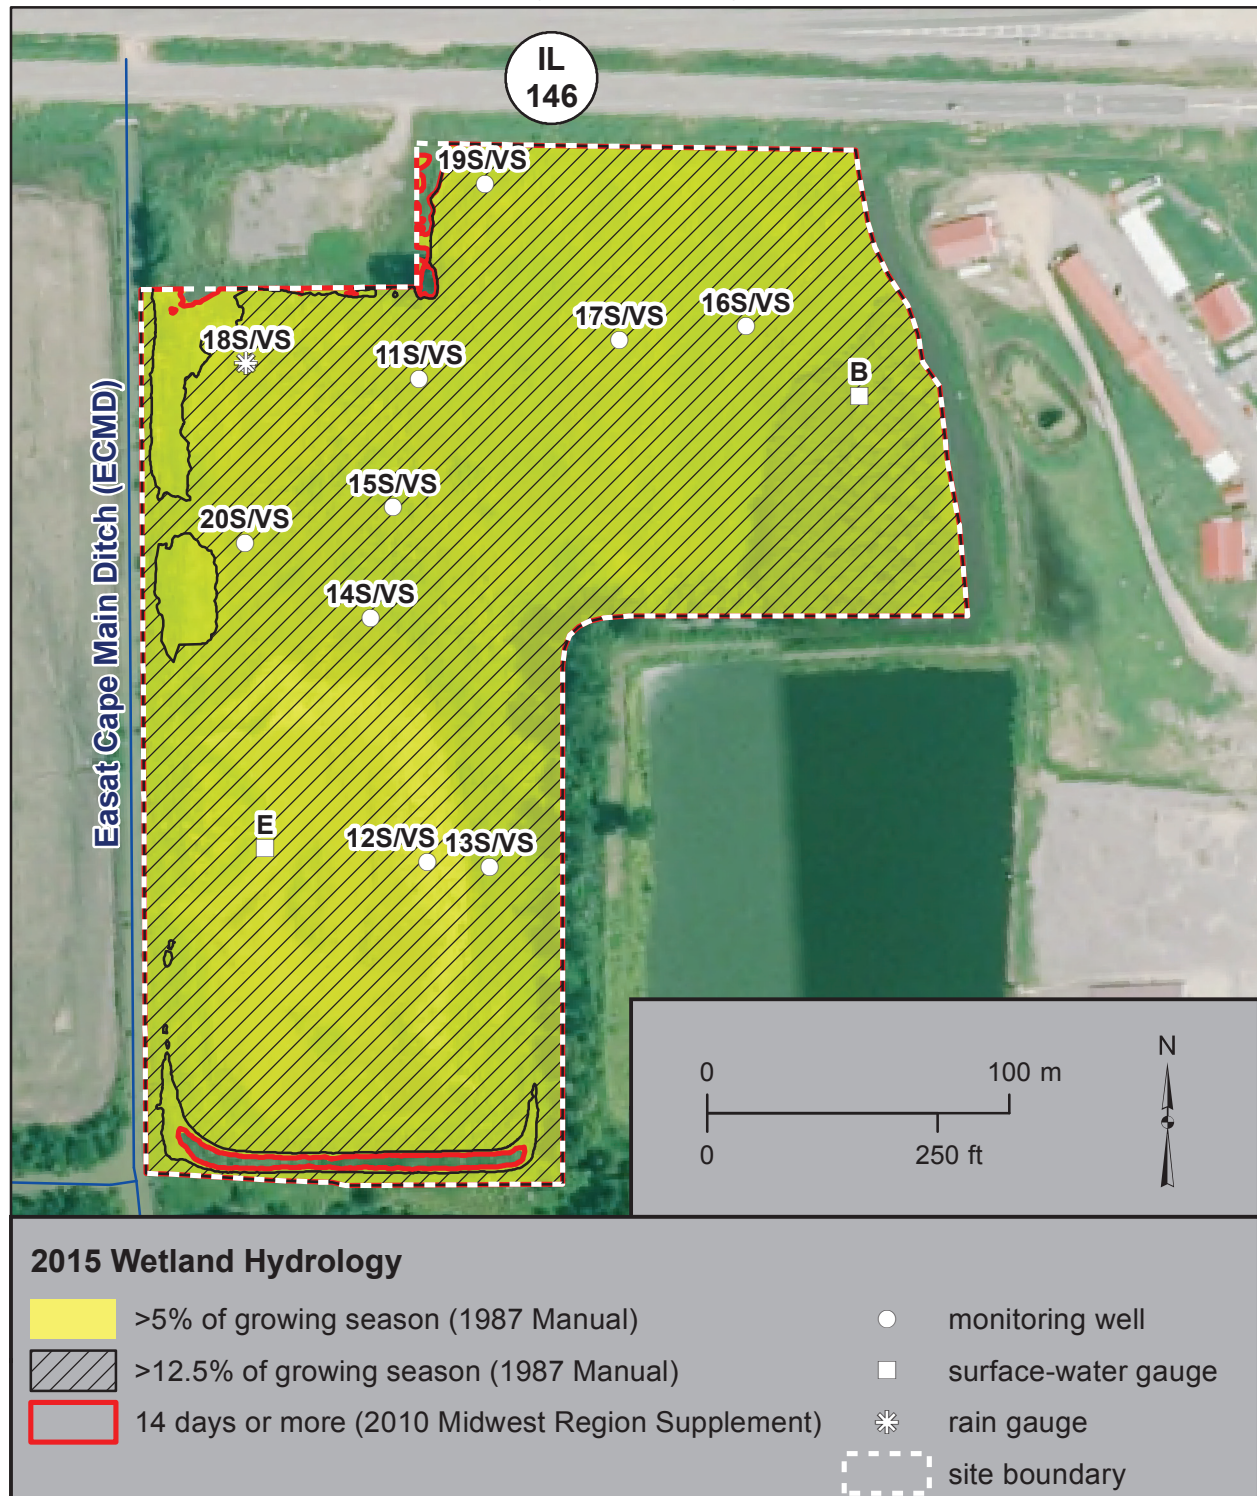 IL
146
19S/VS
17S/VS
16S/VS
18S/VS
11S/VS
B
15S/VS
20S/VS
14S/VS
Easat Cape Main Ditch (ECMD)
E
12S/VS
13S/VS
0
100 m
0
250 ft
N
2015 Wetland Hydrology
>5% of growing season (1987 Manual)
>12.5% of growing season (1987 Manual)
14 days or more (2010 Midwest Region Supplement)
monitoring well
surface-water gauge
rain gauge
site boundary